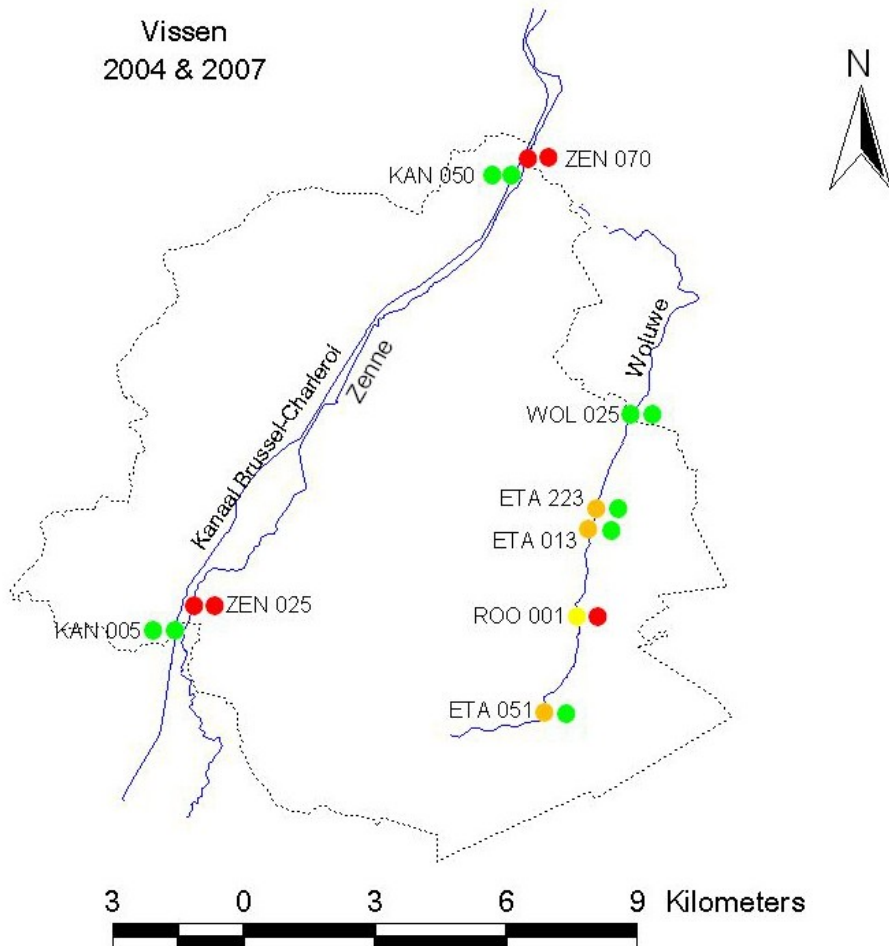 Vissen
2004 & 2007
N
ZEN 070
KAN 050
Woluwe
Kanaal Brussel-Charleroi
Zenne
WOL 025
ETA 223
ETA 013
ZEN 025
ROO 001
KAN 005
ETA 051
3 0 3 6 9 Kilometers